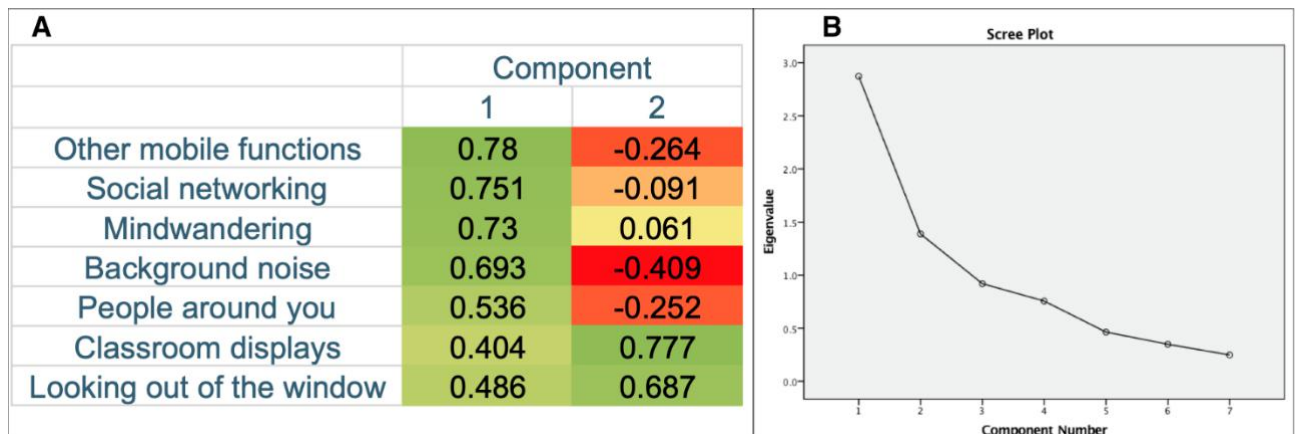 A
Component
1 2
Other mobile functions 0.78 -0.264
Social networking 0.751 -0.091
Mindwandering 0.73 0.061
Background noise 0.693 -0.409
People around you 0.536 -0.252
Classroom displays 0.404 0.777
Looking out of the window 0.486 0.687
B
Scree Plot
3.0
2.5
2.0
1.5
1.0
0.5
0.0
Eigenvalue
1 2 3 4 5 6 7
Component Number